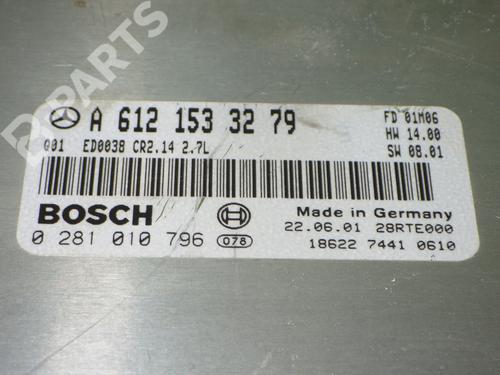 B PARTS
A 612 153 32 79
FD 01M06
HW 14.00
SW 08.01
001 ED0038 CR2.14 2.7L
BOSCH
Made in Germany
0 281 010 796 078
22.06.01 28RTE000
18622 7441 0610